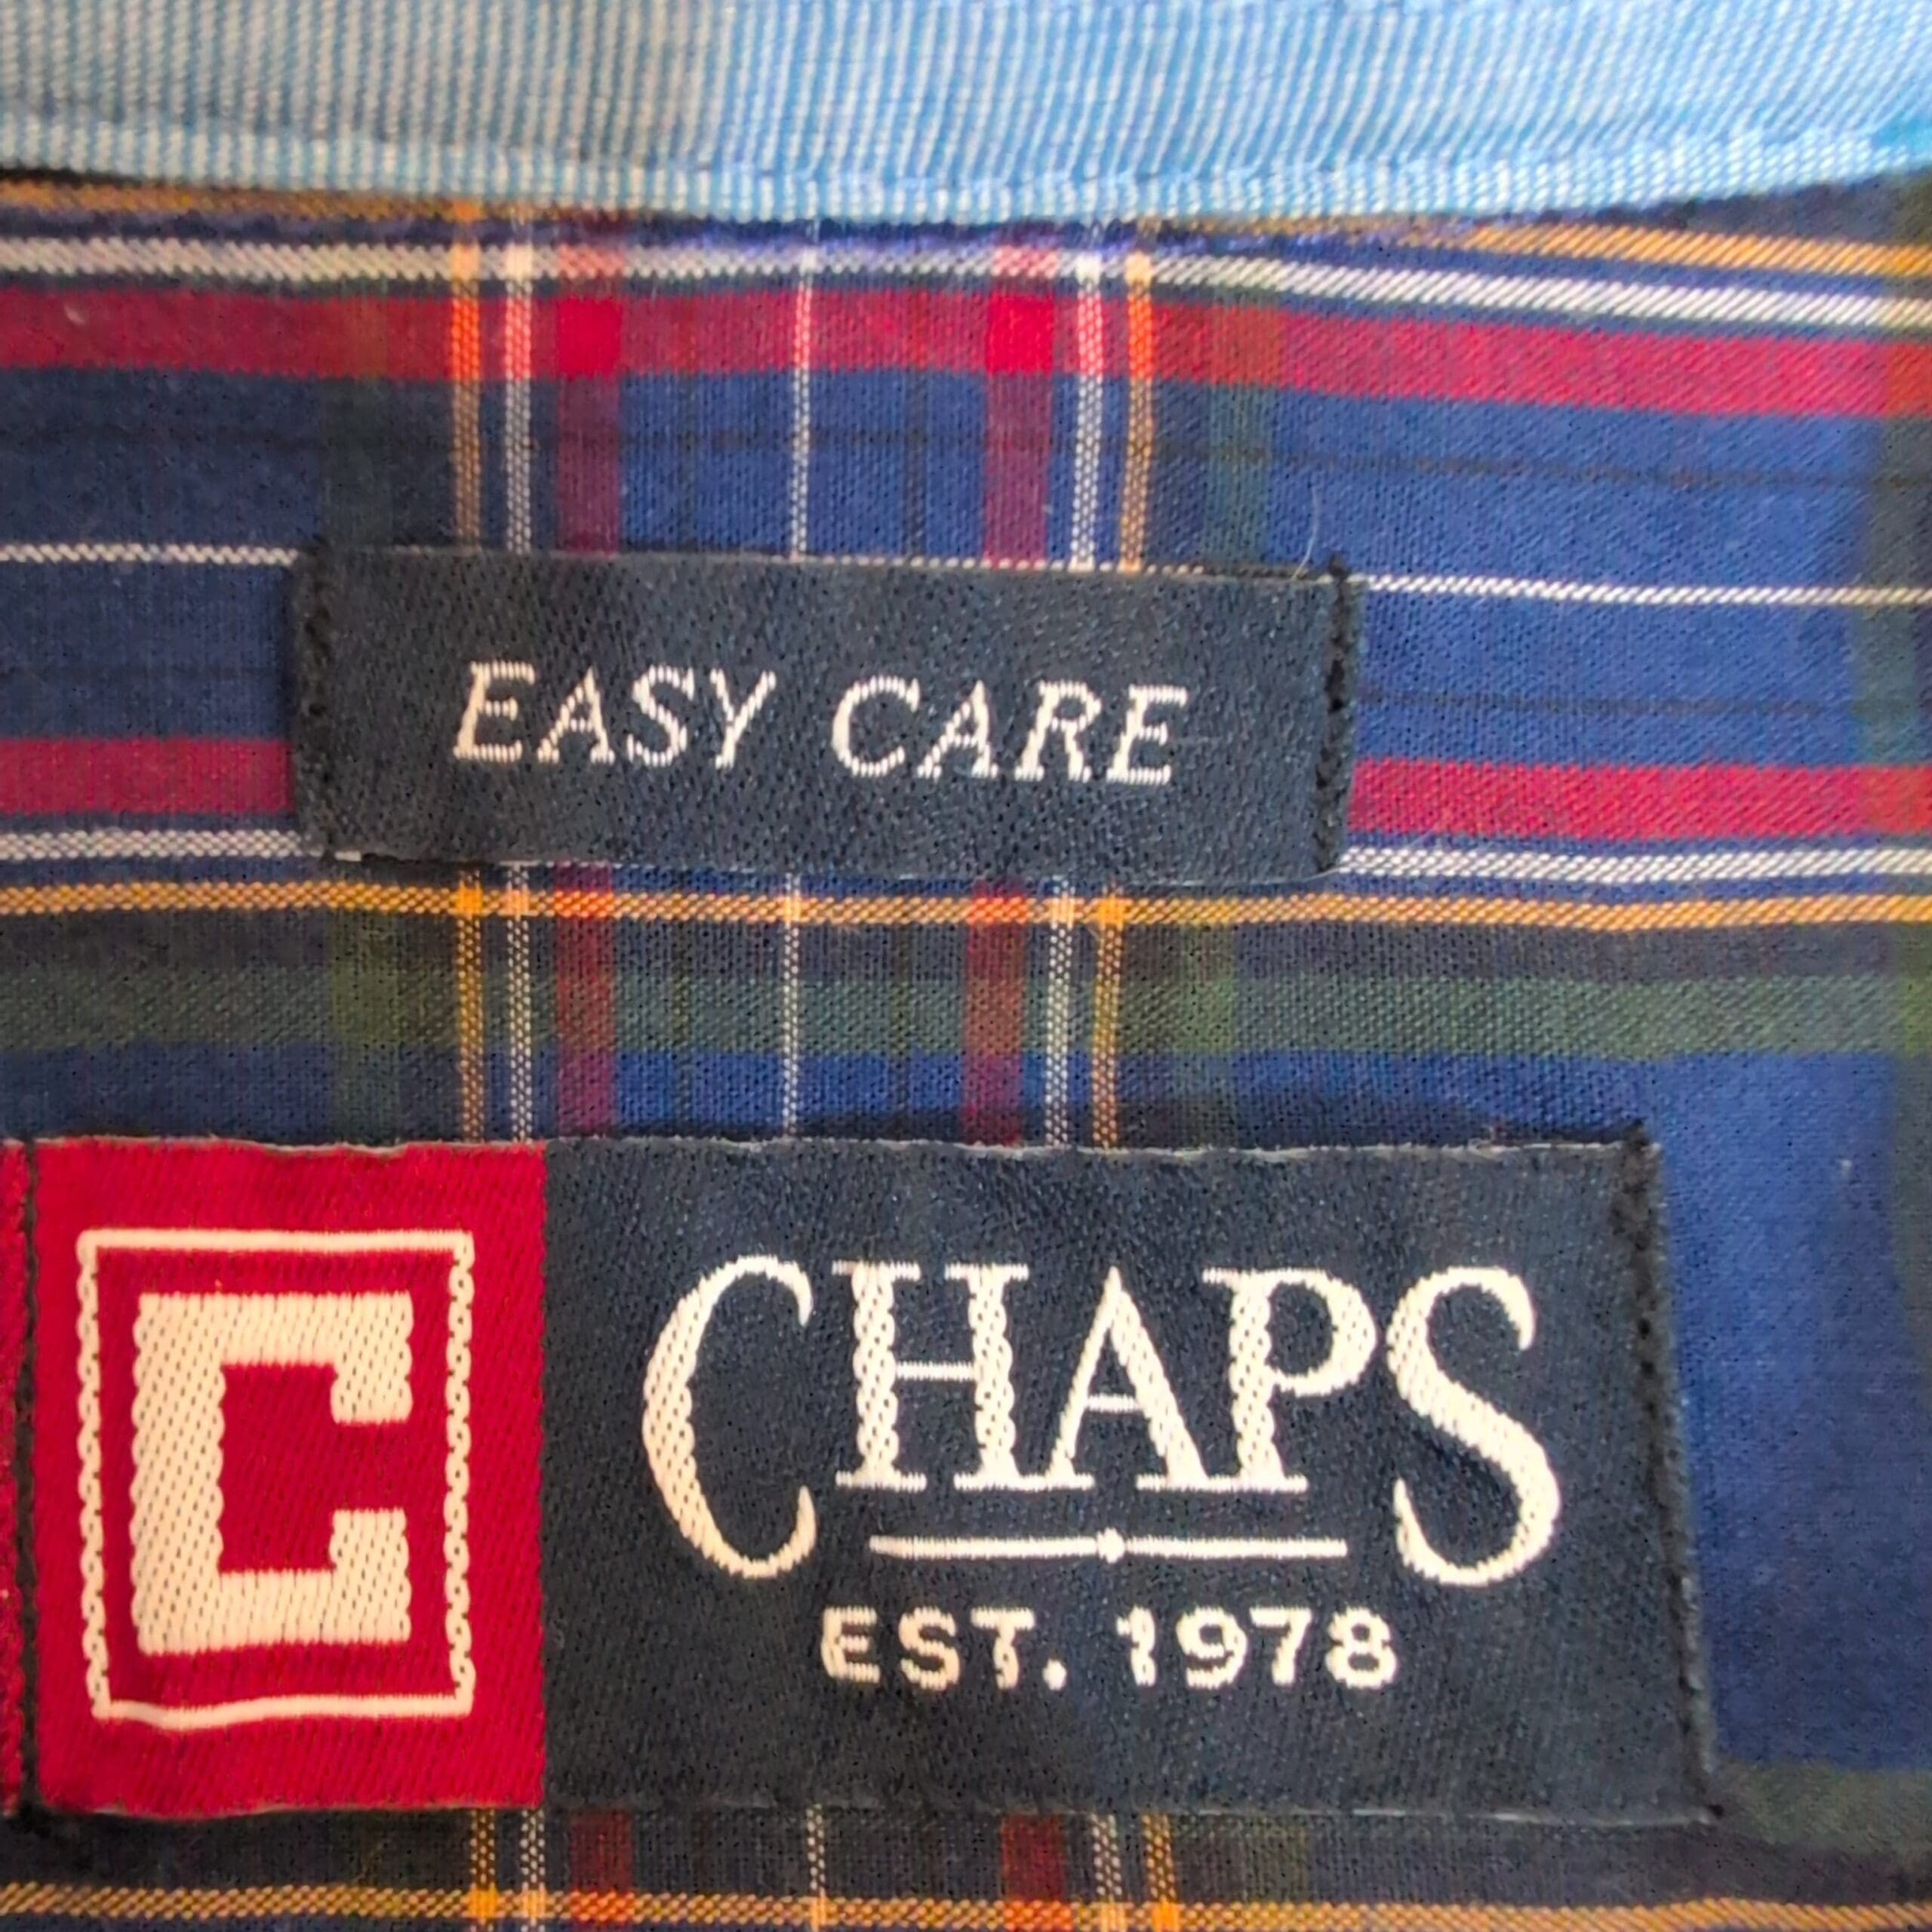 EASY CARE
C
CHAPS
EST. 1978